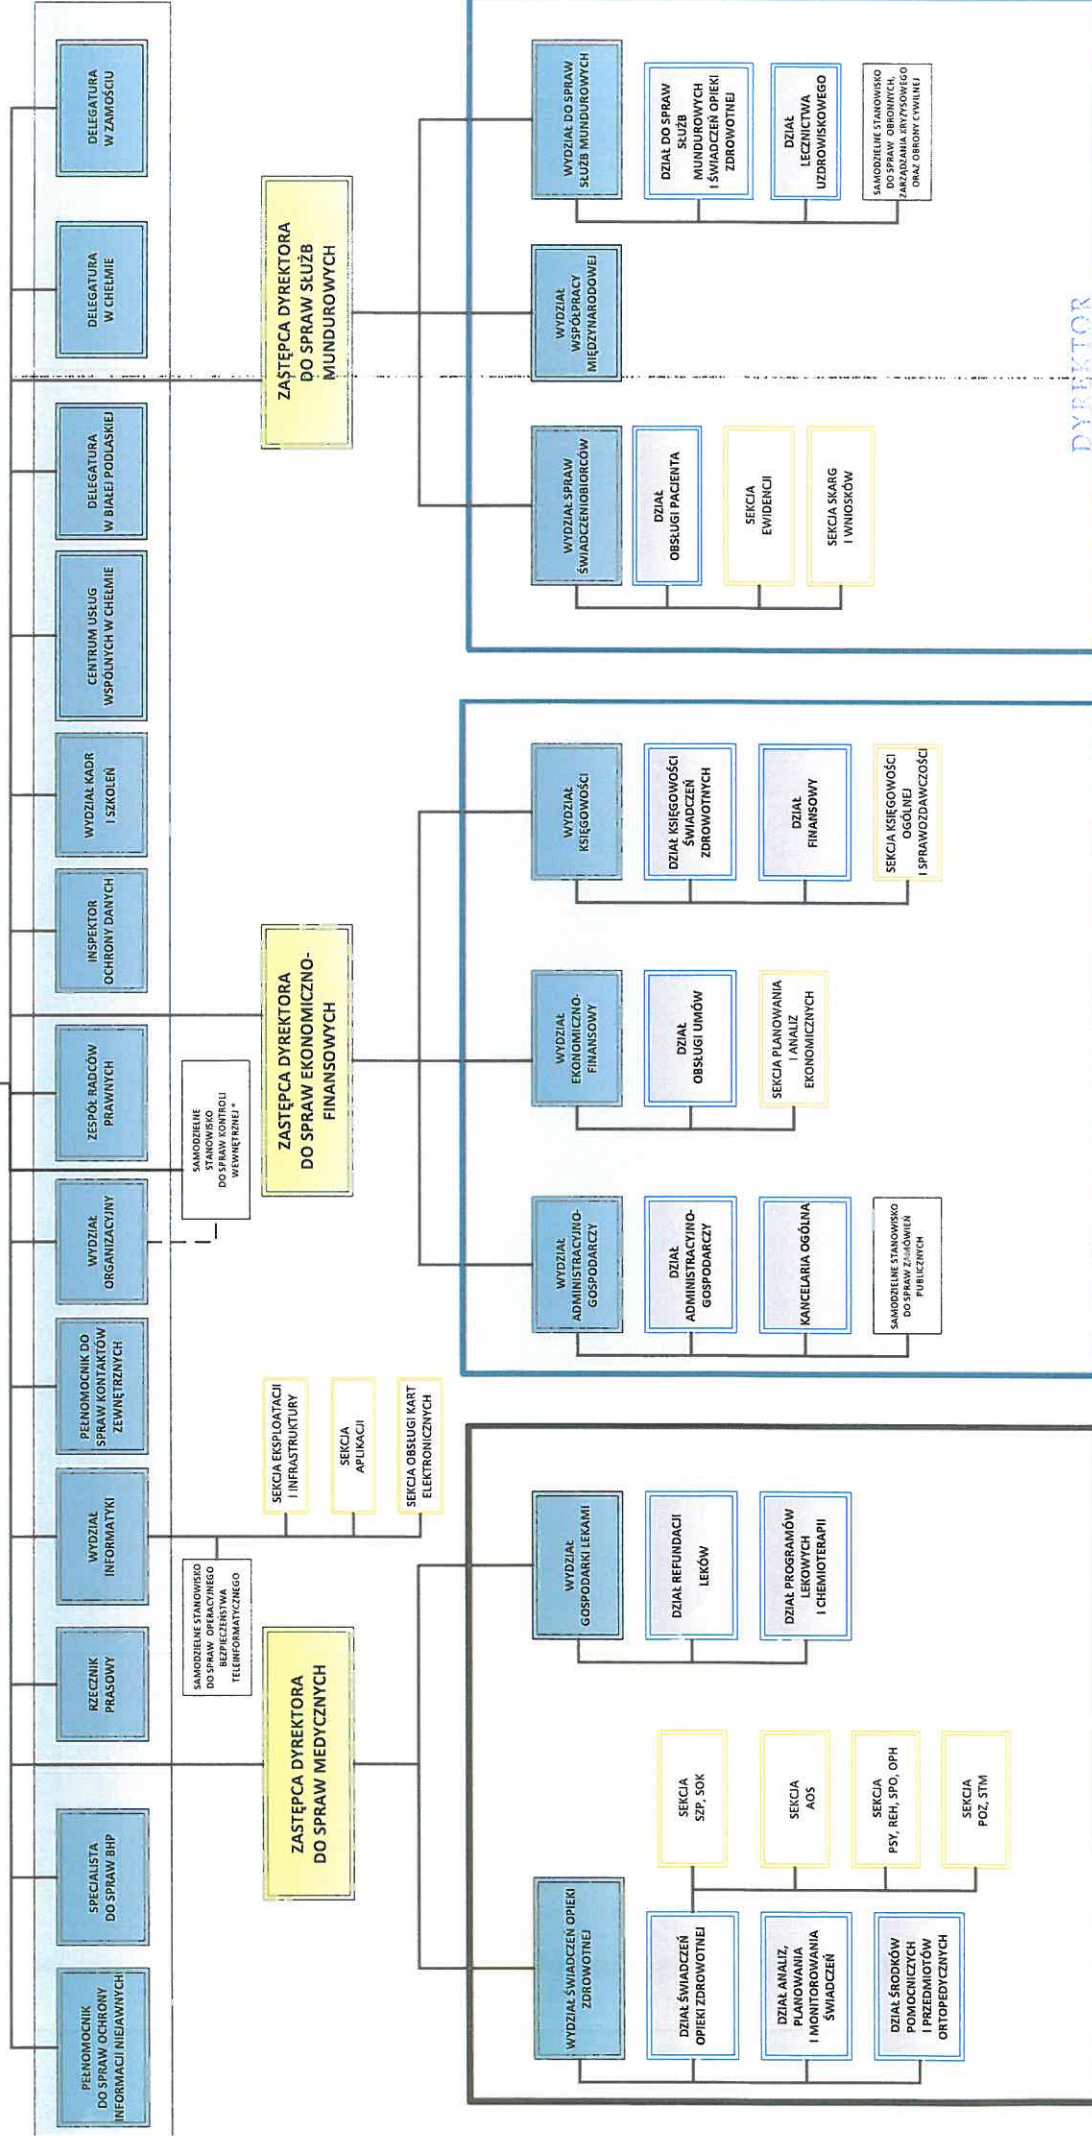 PEŁNOMOCNIK
DO SPRAW OCHRONY
INFORMACJI NIEJAWNYCH
SPECJALISTA
DO SPRAW BHP
RZECZNIK
PRASOWY
WYDZIAŁ
INFORMATYKI
PEŁNOMOCNIK DO
SPRAW KONTAKTÓW
ZEWNĘTRZNYCH
WYDZIAŁ
ORGANIZACYJNY
ZESPÓŁ RADCÓW
PRAWNYCH
INSPEKTOR
OCHRONY DANYCH
WYDZIAŁ KADR
I SZKOLEŃ
CENTRUM USŁUG
WSPÓLNYCH W CHEŁMIE
DELEGATURA
W BIAŁEJ PODLASKIEJ
DELEGATURA
W CHEŁMIE
DELEGATURA
W ZAMOŚCIU
SAMODZIELNE STANOWISKO
DO SPRAW OPERACYJNEGO
BEZPIECZEŃSTWA
TELEINFORMATYCZNEGO
SAMODZIELNE
STANOWISKO
DO SPRAW KONTROLI
WEWNĘTRZNEJ *
SEKCJA EKSPLOATACJI
I INFRASTRUKTURY
SEKCJA
APLIKACJI
SEKCJA OBSŁUGI KART
ELEKTRONICZNYCH
ZASTĘPCA DYREKTORA
DO SPRAW MEDYCZNYCH
ZASTĘPCA DYREKTORA
DO SPRAW EKONOMICZNO-
FINANSOWYCH
ZASTĘPCA DYREKTORA
DO SPRAW SŁUŻB
MUNDUROWYCH
WYDZIAŁ ŚWIADCZEŃ OPIEKI
ZDROWOTNEJ
DZIAŁ ŚWIADCZEŃ
OPIEKI ZDROWOTNEJ
DZIAŁ ANALIZ,
PLANOWANIA
I MONITOROWANIA
ŚWIADCZEŃ
DZIAŁ ŚRODKÓW
POMOCNICZYCH
I PRZEDMIOTÓW
ORTOPEDYCZNYCH
SEKCJA
SZP, SOK
SEKCJA
AOS
SEKCJA
PSY, REH, SPO, OPH
SEKCJA
POZ, STM
WYDZIAŁ
GOSPODARKI LEKAMI
DZIAŁ REFUNDACJI
LEKÓW
DZIAŁ PROGRAMÓW
LEKOWYCH
I CHEMIOTERAPII
WYDZIAŁ
ADMINISTRACYJNO-
GOSPODARCZY
DZIAŁ
ADMINISTRACYJNO-
GOSPODARCZY
KANCELARIA OGÓLNA
SAMODZIELNE STANOWISKO
DO SPRAW ZAMÓWIEŃ
PUBLICZNYCH
WYDZIAŁ
EKONOMICZNO-
FINANSOWY
DZIAŁ
OBSŁUGI UMÓW
SEKCJA PLANOWANIA
I ANALIZ
EKONOMICZNYCH
WYDZIAŁ
KSIĘGOWOŚCI
DZIAŁ KSIĘGOWOŚCI
ŚWIADCZEŃ
ZDROWOTNYCH
DZIAŁ
FINANSOWY
SEKCJA KSIĘGOWOŚCI
OGÓLNEJ
I SPRAWOZDAWCZOŚCI
WYDZIAŁ SPRAW
ŚWIADCZENIOBIORCÓW
DZIAŁ
OBSŁUGI PACJENTA
SEKCJA
EWIDENCJI
SEKCJA SKARG
I WNIOSKÓW
WYDZIAŁ
WSPÓŁPRACY
MIĘDZYNARODOWEJ
WYDZIAŁ DO SPRAW
SŁUŻB MUNDUROWYCH
DZIAŁ DO SPRAW
SŁUŻB
MUNDUROWYCH
I ŚWIADCZEŃ OPIEKI
ZDROWOTNEJ
DZIAŁ
LECZNICTWA
UZDROWISKOWEGO
SAMODZIELNE STANOWISKO
DO SPRAW OBRONNYCH,
ZARZĄDZANIA KRYZYSOWEGO
ORAZ OBRONY CYWILNEJ
DYREKTOR